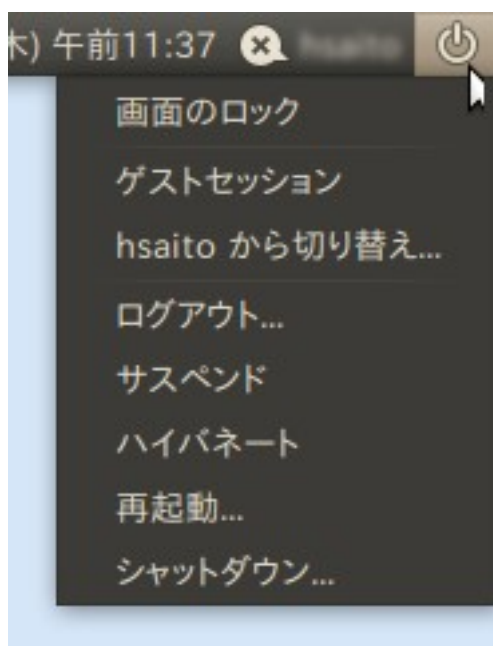 木) 午前11:37 hsaito
画面のロック
ゲストセッション
hsaito から切り替え...
ログアウト...
サスペンド
ハイバネート
再起動...
シャットダウン...